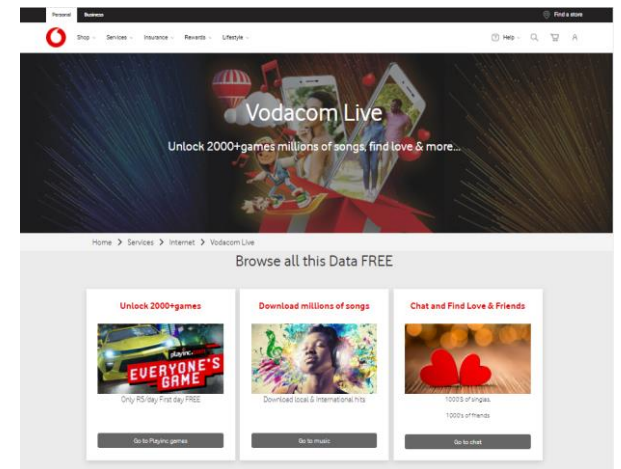 Personal Business Find a store
Shop Services Insurance Rewards Lifestyle Help
Vodacom Live
Unlock 2000+games millions of songs, find love & more...
Home > Services > Internet > Vodacom Live
Browse all this Data FREE
Unlock 2000+games
Download millions of songs
Chat and Find Love & Friends
playinc.
EVERYONE'S
GAME
Only R5/day First day FREE
Download local & International hits
1000's of singles
1000's of friends
Go to Playinc games
Go to music
Go to chat